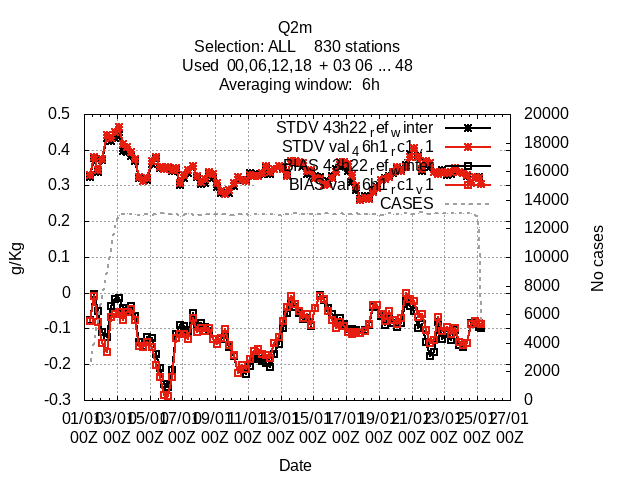 Q2m
Selection: ALL 830 stations
Used 00,06,12,18 + 03 06 ... 48
Averaging window: 6h
0.5
0.4
0.3
0.2
0.1
0
-0.1
-0.2
-0.3
g/Kg
20000
18000
16000
14000
12000
10000
8000
6000
4000
2000
0
No cases
STDV 43h22_ref_winter
STDV val_46h1_rc1_v1
BIAS 43h22_ref_winter
BIAS val_46h1_rc1_v1
CASES
01/01 03/01 05/01 07/01 09/01 11/01 13/01 15/01 17/01 19/01 21/01 23/01 25/01 27/01
00Z 00Z 00Z 00Z 00Z 00Z 00Z 00Z 00Z 00Z 00Z 00Z 00Z 00Z
Date